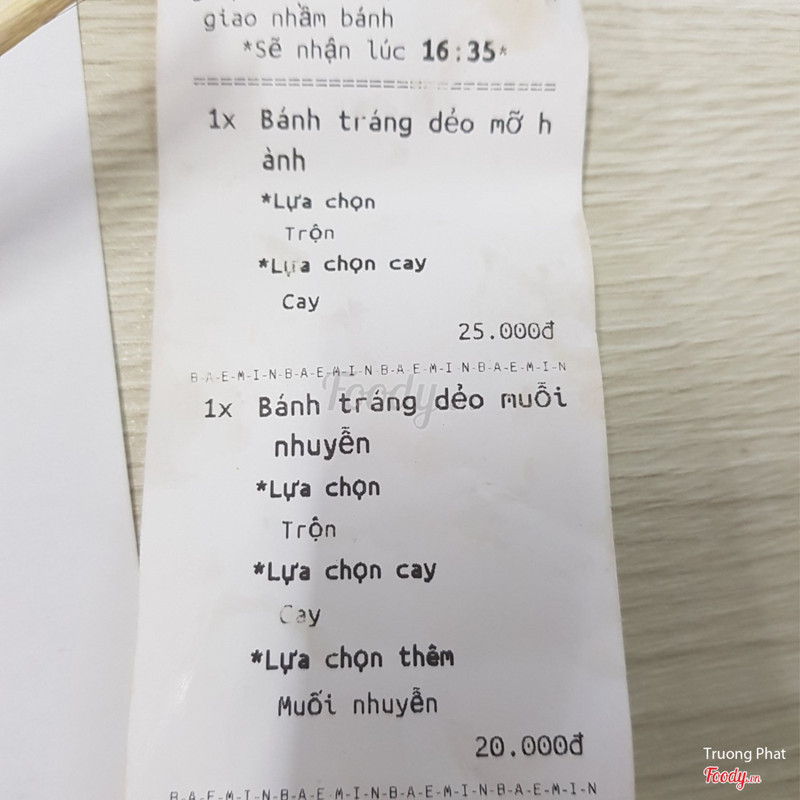 giao nhầm bánh
*Sẽ nhận lúc 16:35*
1x Bánh tráng dẻo mỡ h
ành
*Lựa chọn
Trộn
*Lựa chọn cay
Cay
25.000đ
B-A-E-M-I-N-B-A-E-M-I-N-B-A-E-M-I-N-B-A-E-M-I-N
Foody
1x Bánh tráng dẻo muỗi
nhuyễn
*Lựa chọn
Trộn
*Lựa chọn cay
Cay
*Lựa chọn thêm
Muối nhuyễn
20.000đ
Truong Phat
Foody.vn
B-A-E-M-I-N-B-A-E-M-I-N-B-A-E-M-I-N-B-A-E-M-I-N